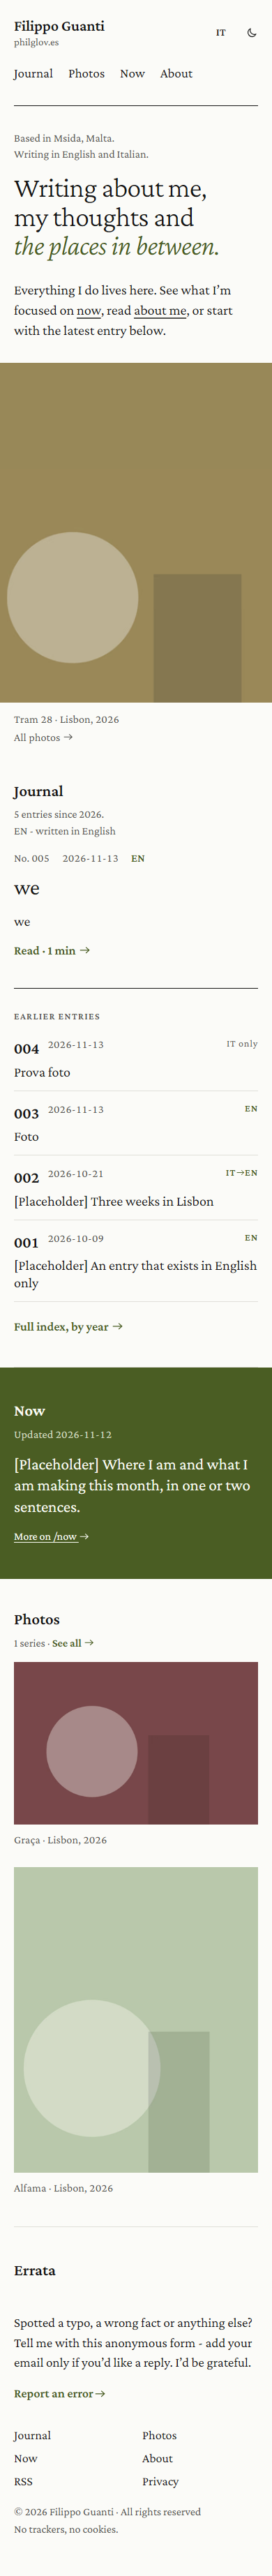 Filippo Guanti
IT
philglov.es
Journal Photos Now About
Based in Msida, Malta.
Writing in English and Italian.
Writing about me,
my thoughts and
the places in between.
Everything I do lives here. See what I’m
focused on now, read about me, or start
with the latest entry below.
Tram 28 · Lisbon, 2026
All photos →
Journal
5 entries since 2026.
EN - written in English
No. 005 2026-11-13 EN
we
we
Read · 1 min →
EARLIER ENTRIES
004 2026-11-13 IT only
Prova foto
003 2026-11-13 EN
Foto
002 2026-10-21 IT→EN
[Placeholder] Three weeks in Lisbon
001 2026-10-09 EN
[Placeholder] An entry that exists in English
only
Full index, by year →
Now
Updated 2026-11-12
[Placeholder] Where I am and what I
am making this month, in one or two
sentences.
More on /now →
Photos
1 series · See all →
Graça · Lisbon, 2026
Alfama · Lisbon, 2026
Errata
Spotted a typo, a wrong fact or anything else?
Tell me with this anonymous form - add your
email only if you’d like a reply. I’d be grateful.
Report an error →
Journal Photos
Now About
RSS Privacy
© 2026 Filippo Guanti · All rights reserved
No trackers, no cookies.